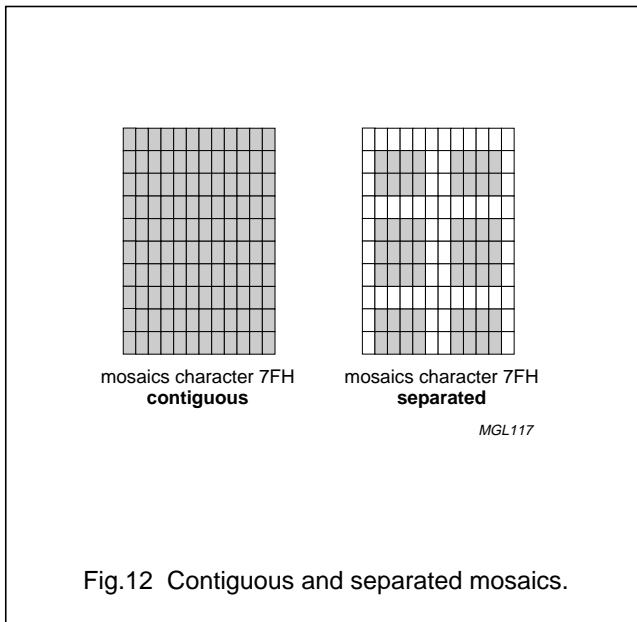 mosaics character 7FH
contiguous
mosaics character 7FH
separated
MGL117
Fig.12 Contiguous and separated mosaics.